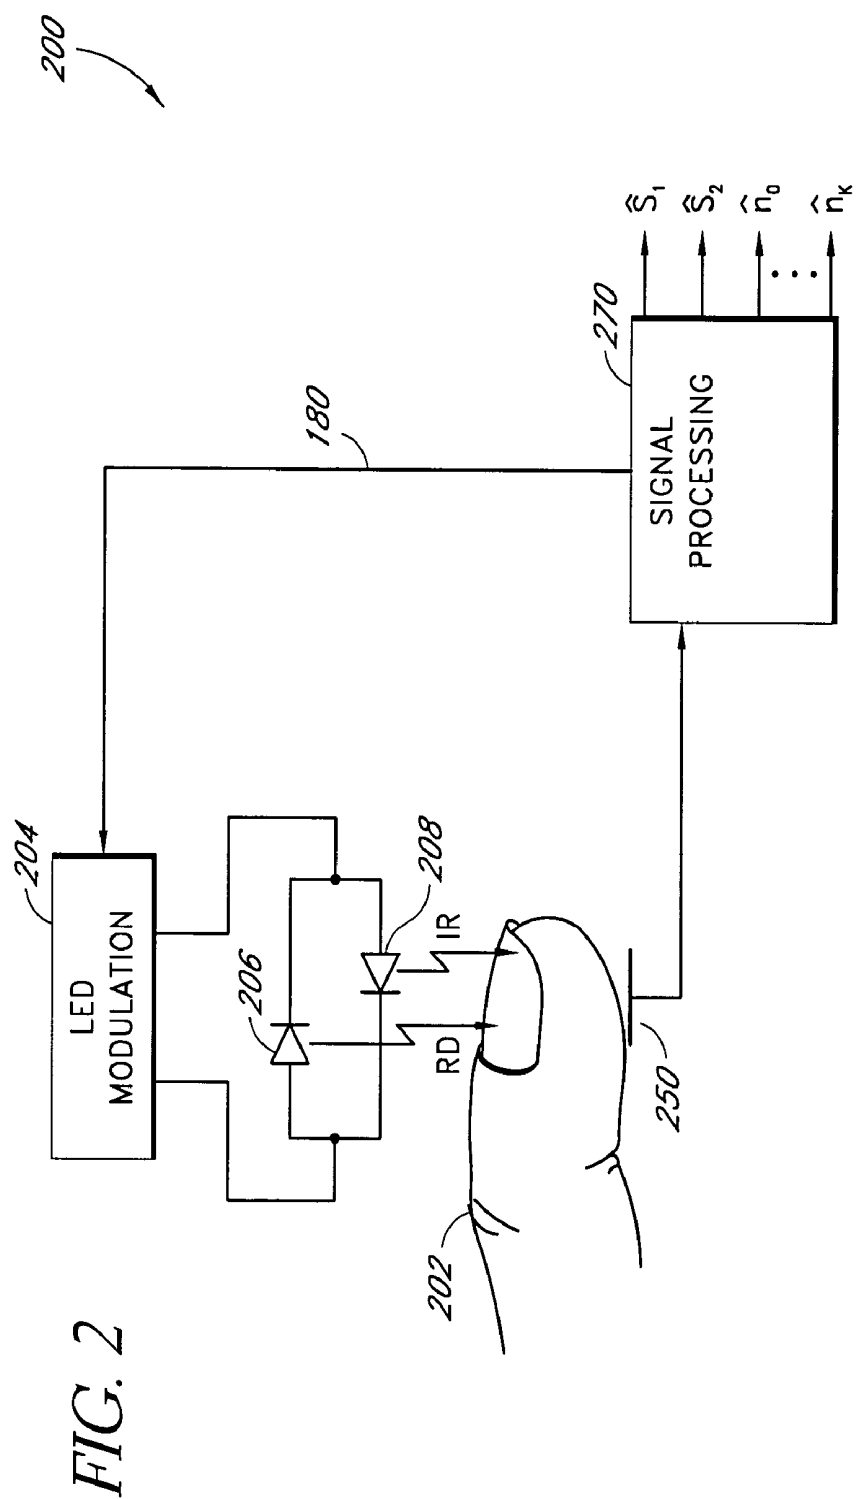 FIG. 2
200
204
LED
MODULATION
180
206
208
RD
IR
202
250
270
SIGNAL
PROCESSING
Ŝ1
Ŝ2
n̂0
• • •
n̂K